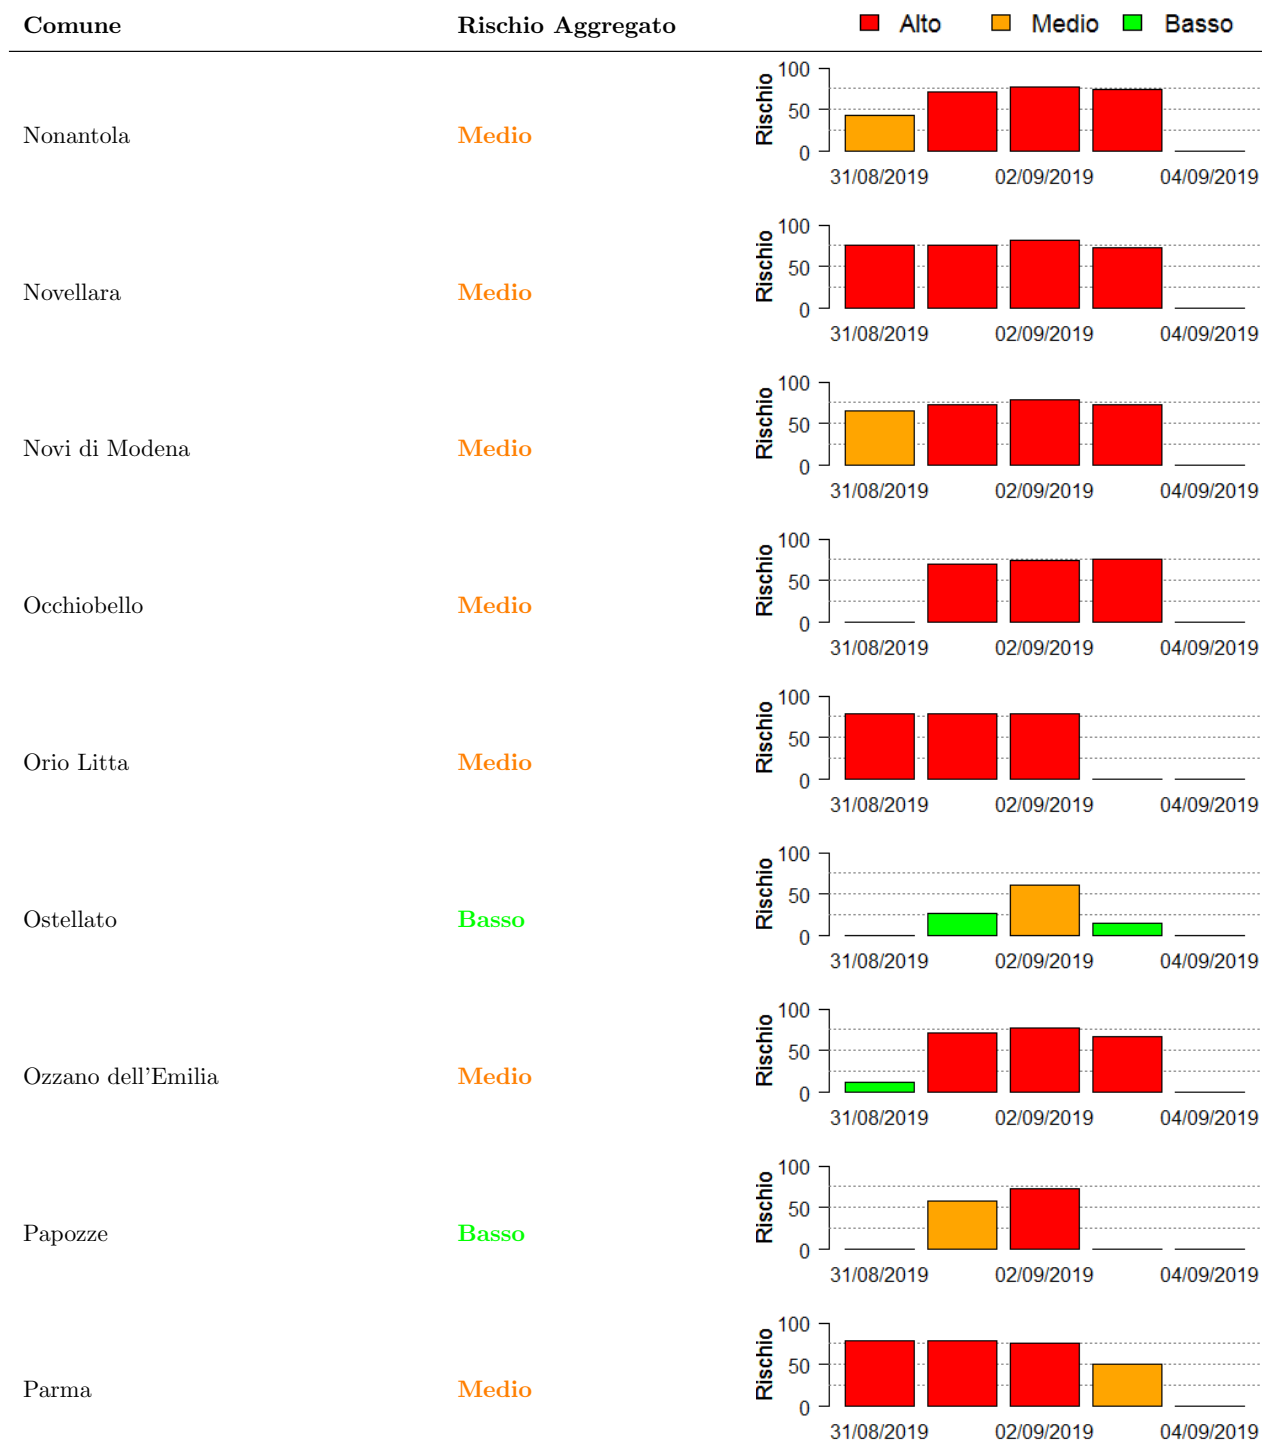 Comune Rischio Aggregato Alto Medio Basso
Nonantola Medio
Rischio
100
50
0
31/08/2019 02/09/2019 04/09/2019
Novellara Medio
Rischio
100
50
0
31/08/2019 02/09/2019 04/09/2019
Novi di Modena Medio
Rischio
100
50
0
31/08/2019 02/09/2019 04/09/2019
Occhiobello Medio
Rischio
100
50
0
31/08/2019 02/09/2019 04/09/2019
Orio Litta Medio
Rischio
100
50
0
31/08/2019 02/09/2019 04/09/2019
Ostellato Basso
Rischio
100
50
0
31/08/2019 02/09/2019 04/09/2019
Ozzano dell'Emilia Medio
Rischio
100
50
0
31/08/2019 02/09/2019 04/09/2019
Papozze Basso
Rischio
100
50
0
31/08/2019 02/09/2019 04/09/2019
Parma Medio
Rischio
100
50
0
31/08/2019 02/09/2019 04/09/2019